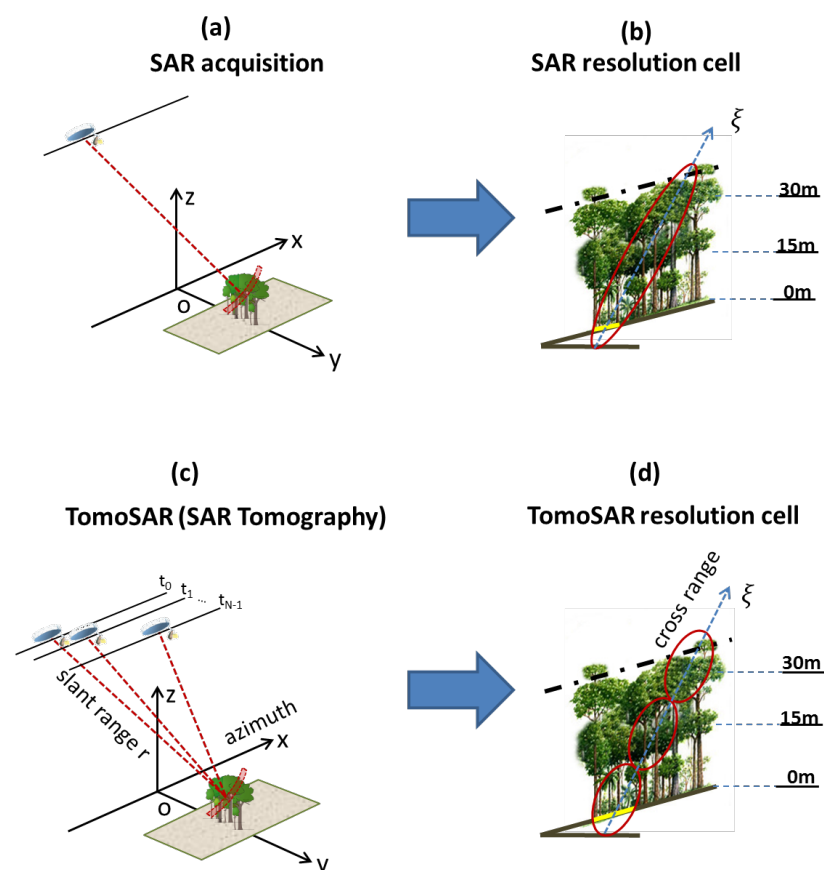 (a)
SAR acquisition
z
x
O
y
(b)
SAR resolution cell
ξ
30m
15m
0m
(c)
TomoSAR (SAR Tomography)
t0
t1 ... tN-1
slant range r
z
azimuth
x
O
y
(d)
TomoSAR resolution cell
cross range
ξ
30m
15m
0m